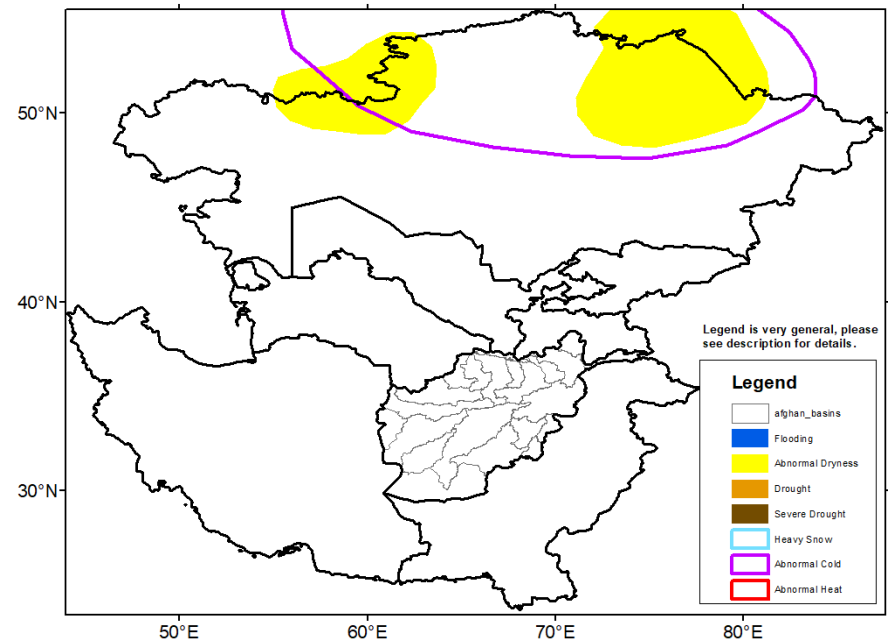 50°N
40°N
30°N
50°E
60°E
70°E
80°E
Legend is very general, please
see description for details.
Legend
afghan_basins
Flooding
Abnormal Dryness
Drought
Severe Drought
Heavy Snow
Abnormal Cold
Abnormal Heat